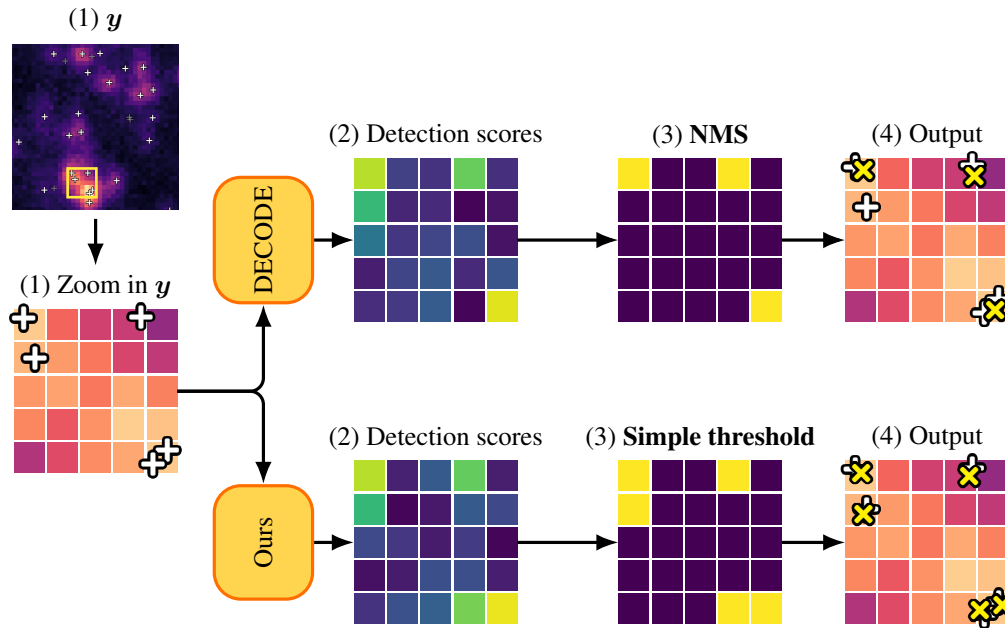 (1) y
(1) Zoom in y
DECODE
(2) Detection scores
(3) NMS
(4) Output
Ours
(2) Detection scores
(3) Simple threshold
(4) Output